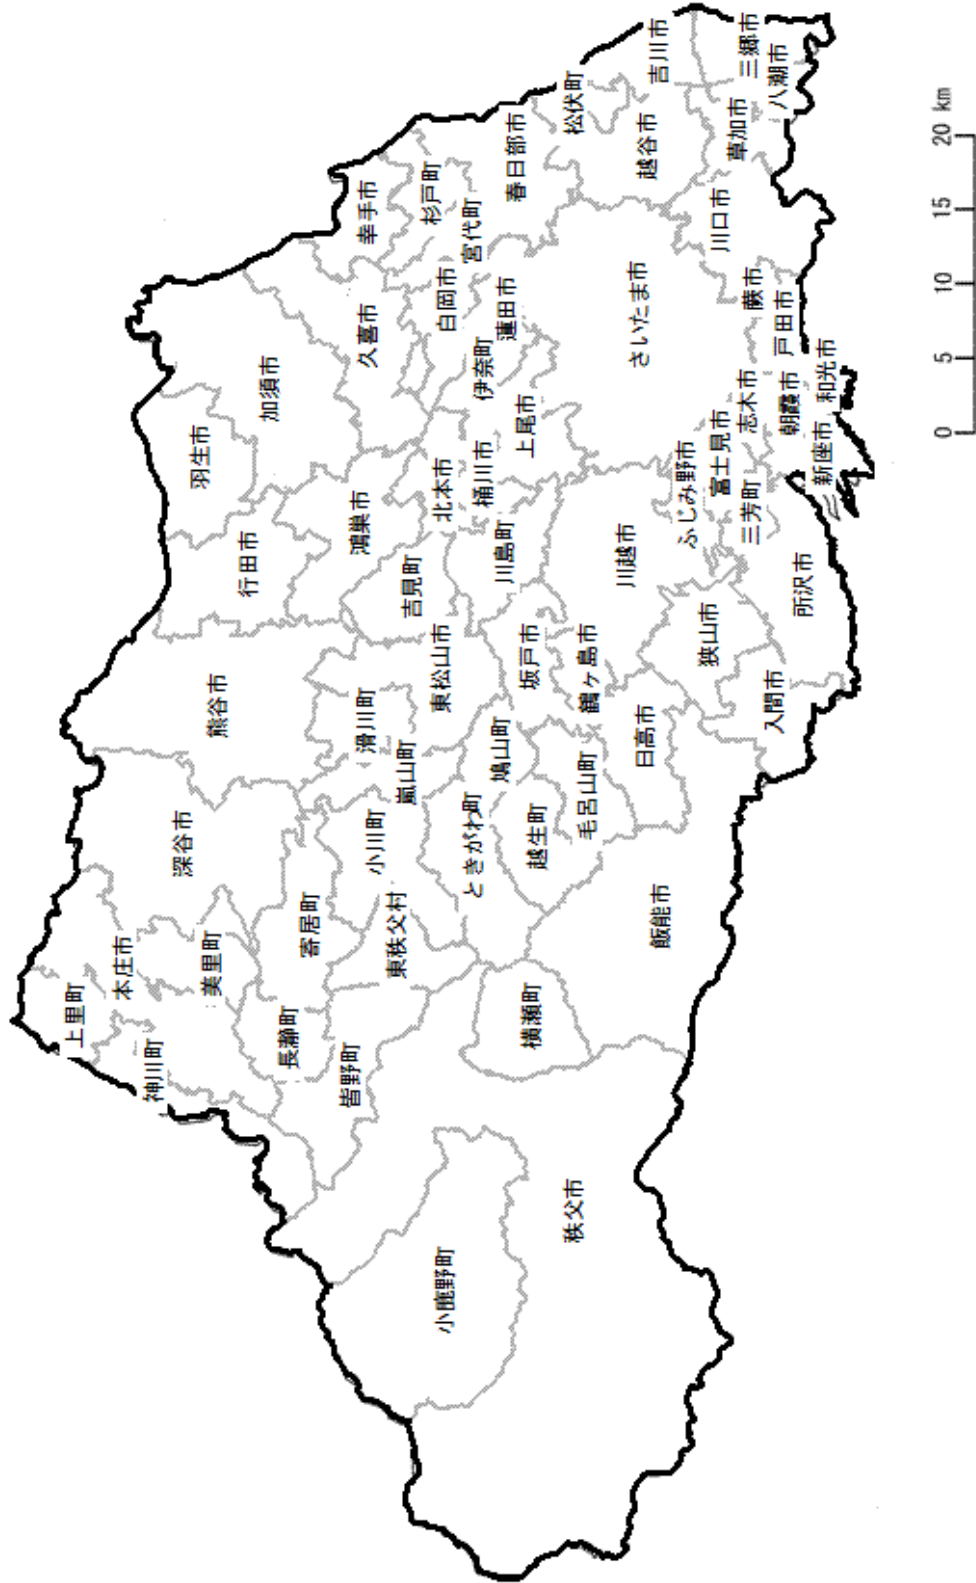 上里町
本庄市
神川町
美里町
深谷市
熊谷市
行田市
羽生市
加須市
長瀞町
寄居町
皆野町
小川町
東秩父村
滑川町
嵐山町
吉見町
鴻巣市
久喜市
幸手市
杉戸町
宮代町
白岡市
北本市
桶川市
伊奈町
蓮田市
上尾市
春日部市
松伏町
小鹿野町
秩父市
横瀬町
ときがわ町
東松山市
鳩山町
越生町
毛呂山町
坂戸市
鶴ヶ島市
川島町
川越市
日高市
飯能市
狭山市
入間市
所沢市
ふじみ野市
富士見市
三芳町
志木市
新座市
朝霞市
和光市
さいたま市
戸田市
蕨市
川口市
越谷市
吉川市
草加市
三郷市
八潮市
0 5 10 15 20 km